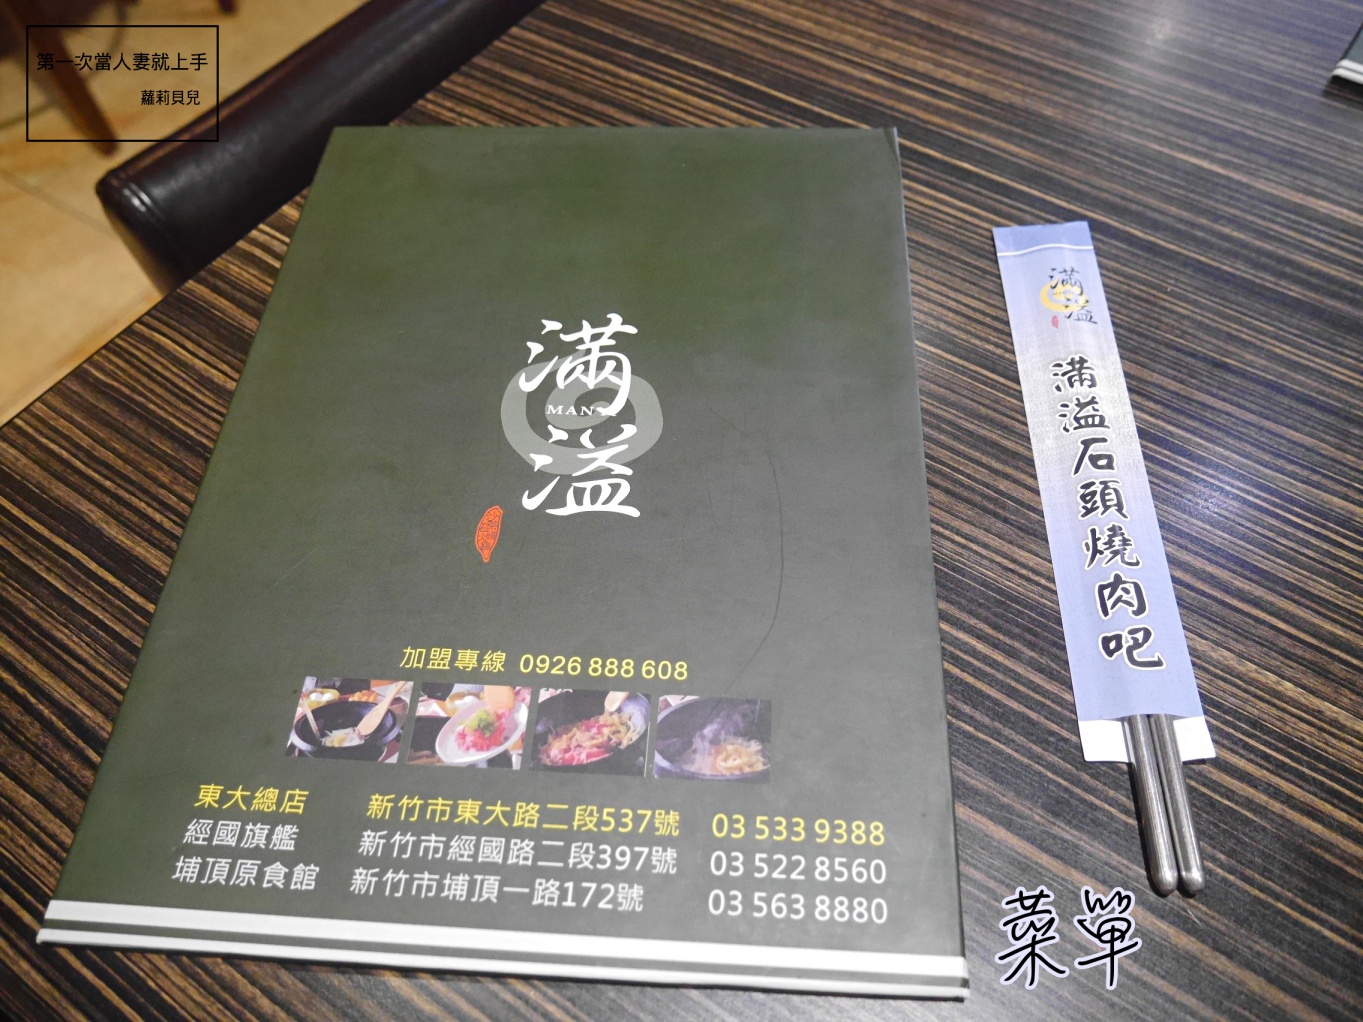 第一次當人妻就上手
蘿莉貝兒
滿
MAN
溢
加盟專線 0926 888 608
東大總店 新竹市東大路二段537號 03 533 9388
經國旗艦 新竹市經國路二段397號 03 522 8560
埔頂原食館 新竹市埔頂一路172號 03 563 8880
滿溢
滿溢石頭燒肉吧
菜單